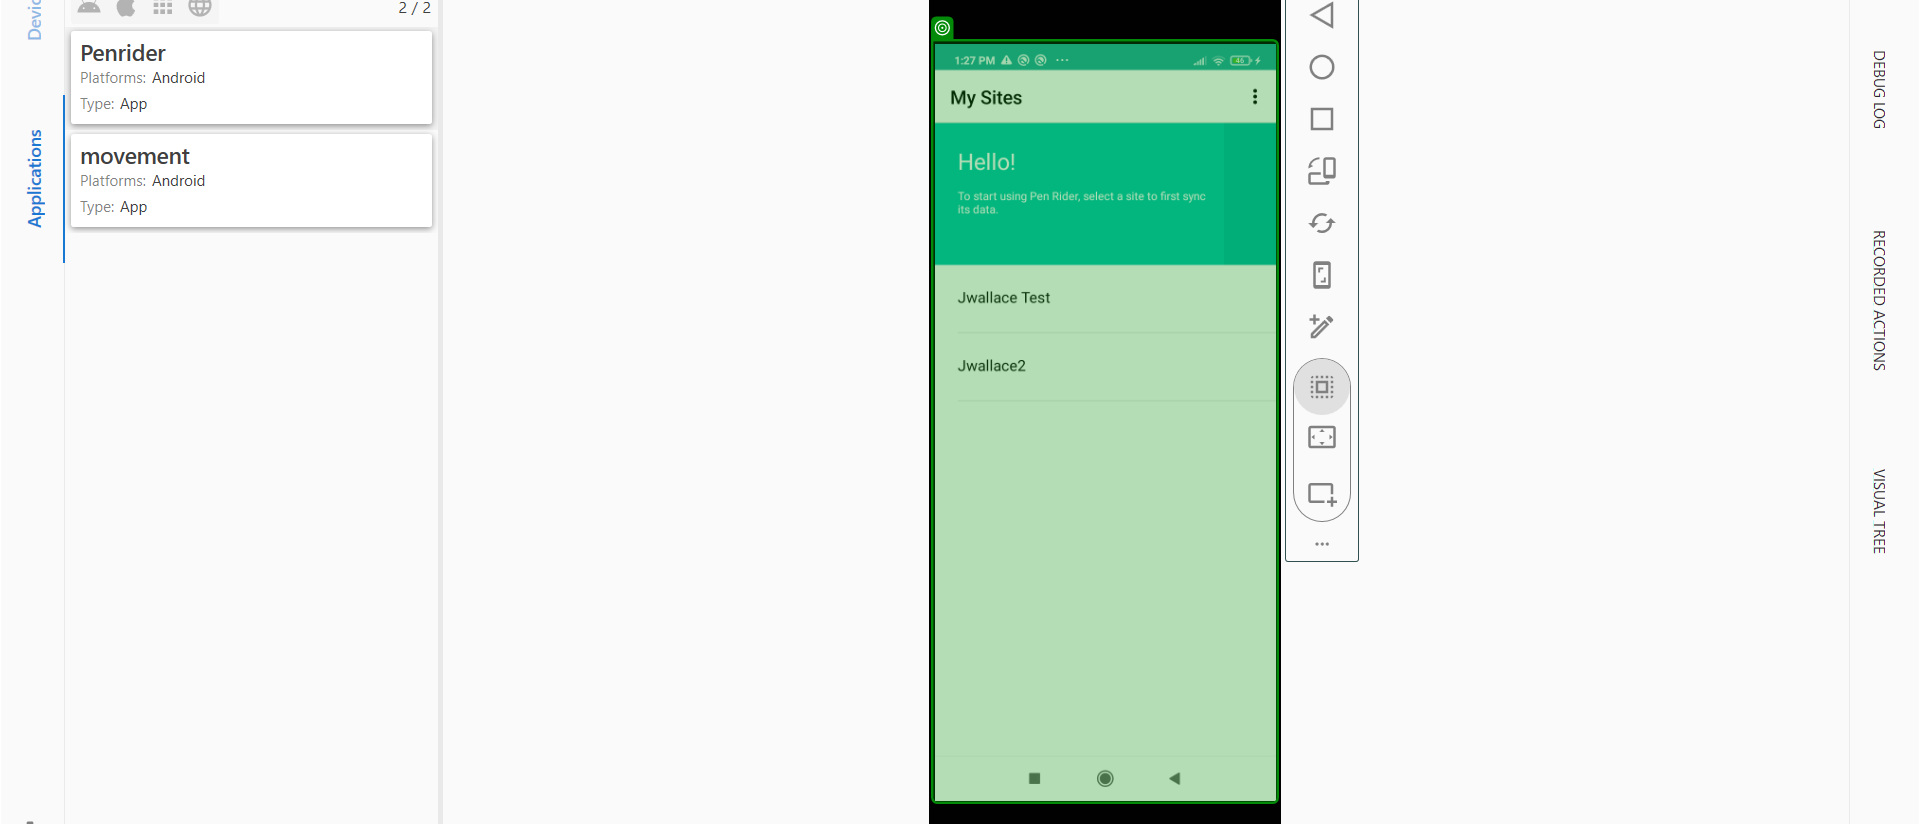 Devic
Applications
2 / 2
Penrider
Platforms: Android
Type: App
movement
Platforms: Android
Type: App
1:27 PM
46
My Sites
Hello!
To start using Pen Rider, select a site to first sync
its data.
Jwallace Test
Jwallace2
DEBUG LOG
RECORDED ACTIONS
VISUAL TREE